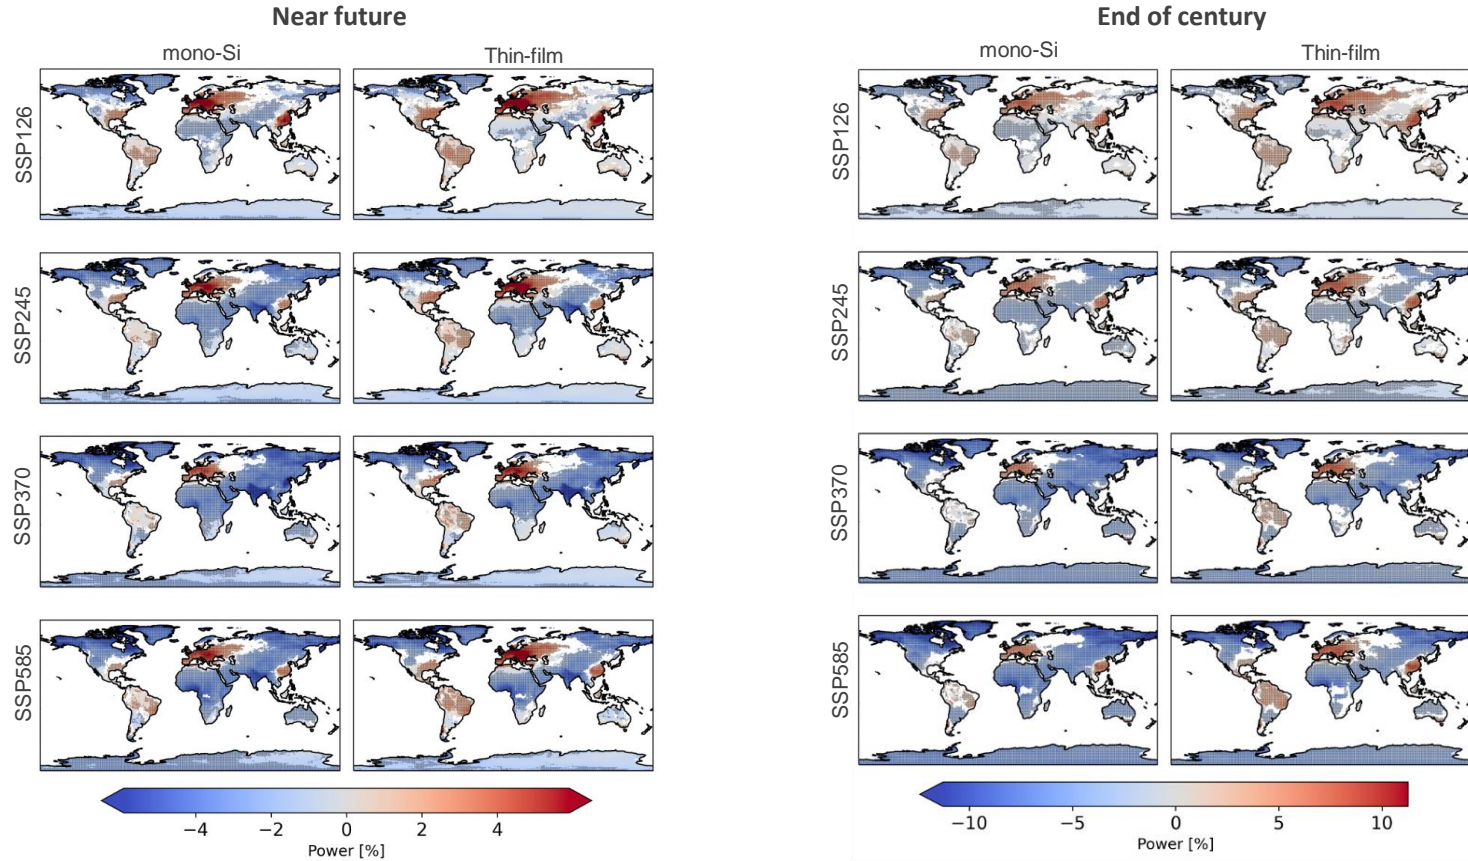 Near future
End of century
mono-Si
Thin-film
mono-Si
Thin-film
SSP126
SSP126
SSP245
SSP245
SSP370
SSP370
SSP585
SSP585
−4 −2 0 2 4
Power [%]
−10 −5 0 5 10
Power [%]